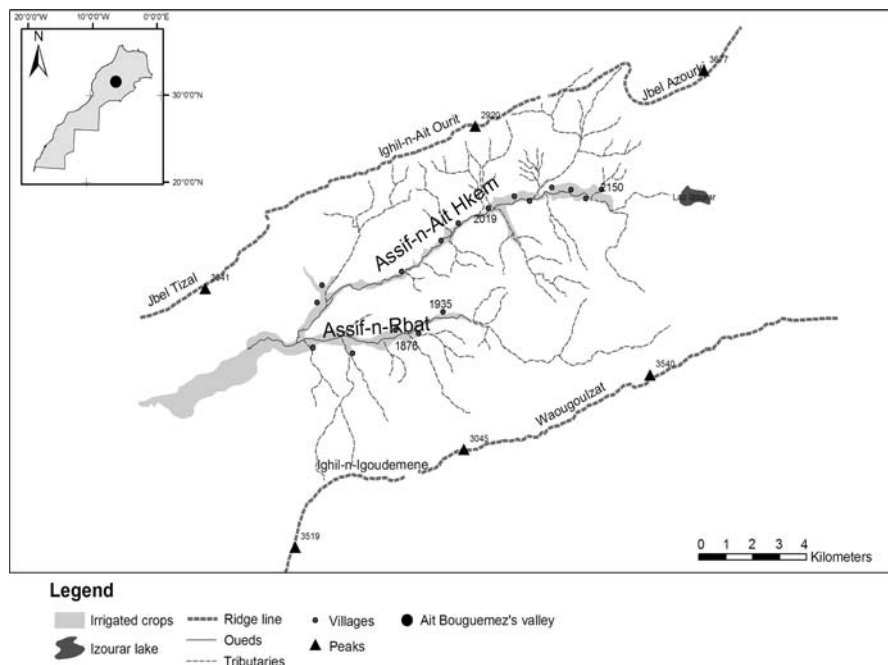 20°0'0"W 10°0'0"W 0°0'0"E
N
30°0'0"N
20°0'0"N
3677
Jbel Azourki
2920
Ighil-n-Ait Ourit
2150
Assif-n-Ait Hkem
2019
3041
Jbel Tizal
1935
Assif-n-Rbat
1876
3540
Waougoulzat
3045
Ighil-n-Igoudemene
3519
0 1 2 3 4
Kilometers
Legend
Irrigated crops
Ridge line
Villages
Ait Bouguemez's valley
Izourar lake
Oueds
Peaks
Tributaries